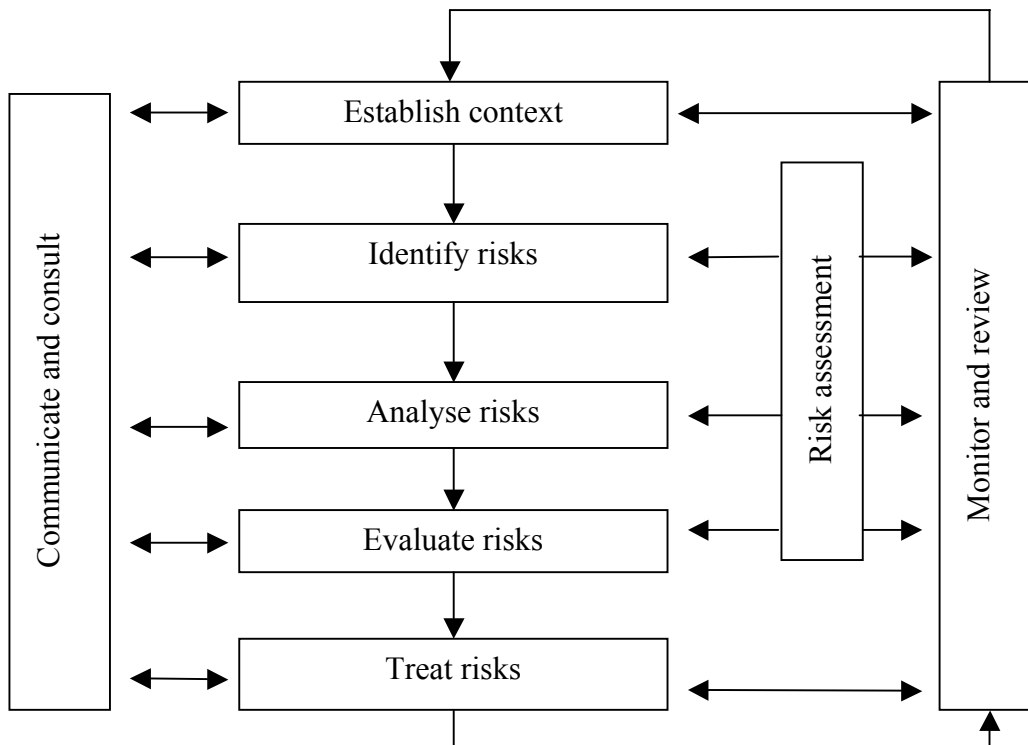 Establish context
Identify risks
Analyse risks
Evaluate risks
Treat risks
Communicate and consult
Risk assessment
Monitor and review